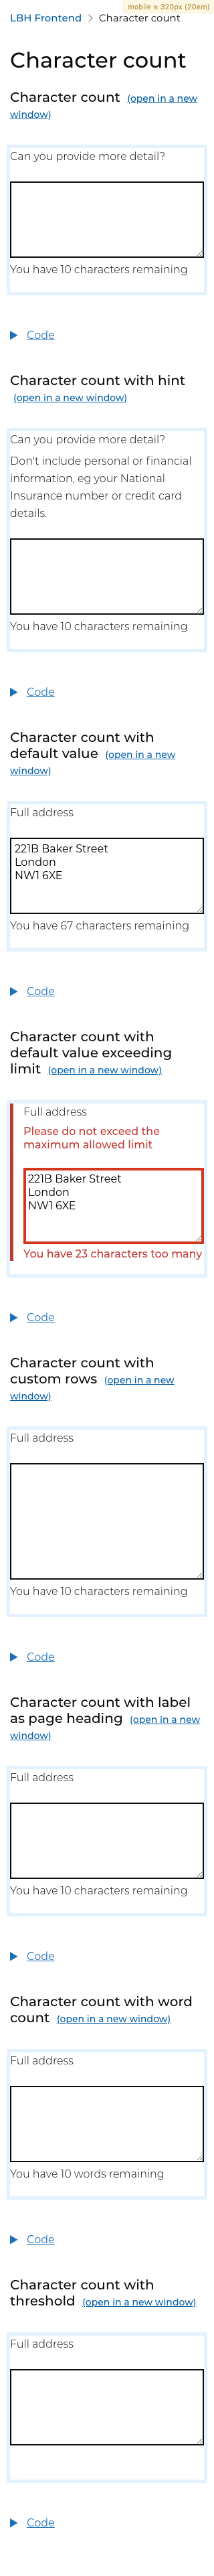 mobile ≥ 320px (20em)
LBH Frontend > Character count
Character count
Character count (open in a new
window)
Can you provide more detail?
You have 10 characters remaining
Code
Character count with hint
(open in a new window)
Can you provide more detail?
Don't include personal or financial
information, eg your National
Insurance number or credit card
details.
You have 10 characters remaining
Code
Character count with
default value (open in a new
window)
Full address
221B Baker Street
London
NW1 6XE
You have 67 characters remaining
Code
Character count with
default value exceeding
limit (open in a new window)
Full address
Please do not exceed the
maximum allowed limit
221B Baker Street
London
NW1 6XE
You have 23 characters too many
Code
Character count with
custom rows (open in a new
window)
Full address
You have 10 characters remaining
Code
Character count with label
as page heading (open in a new
window)
Full address
You have 10 characters remaining
Code
Character count with word
count (open in a new window)
Full address
You have 10 words remaining
Code
Character count with
threshold (open in a new window)
Full address
Code